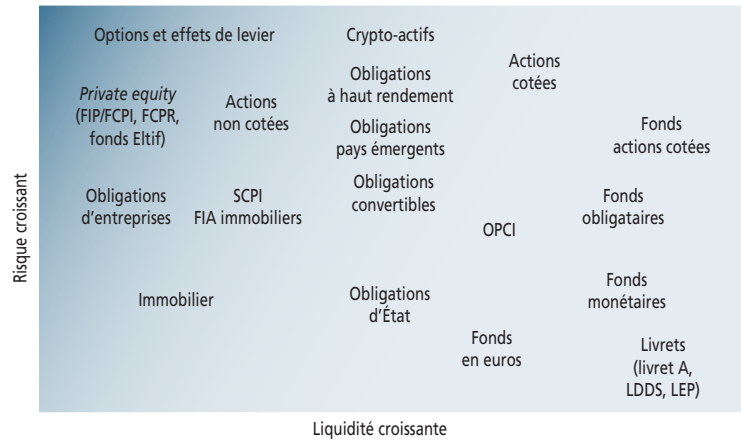 Options et effets de levier
Crypto-actifs
Actions
cotées
Obligations
à haut rendement
Private equity
(FIP/FCPI, FCPR,
fonds Eltif)
Actions
non cotées
Obligations
pays émergents
Fonds
actions cotées
Obligations
d’entreprises
SCPI
FIA immobiliers
Obligations
convertibles
OPCI
Fonds
obligataires
Immobilier
Obligations
d’État
Fonds
monétaires
Fonds
en euros
Livrets
(livret A,
LDDS, LEP)
Risque croissant
Liquidité croissante